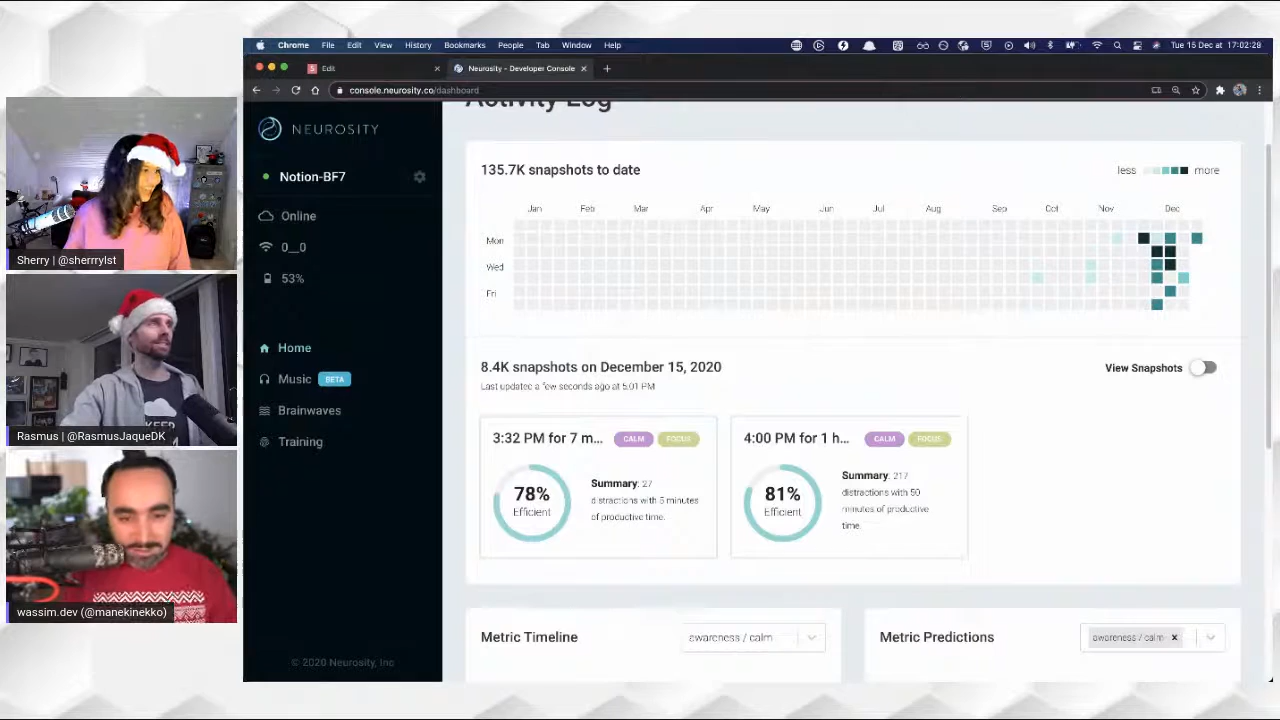 Chrome File Edit View History Bookmarks People Tab Window Help Tue 15 Dec at 17:02:28
Edit
Neurosity - Developer Console
console.neurosity.co/dashboard
Activity Log
NEUROSITY
Notion-BF7
Online
0__0
53%
Home
Music BETA
Brainwaves
Training
© 2020 Neurosity, Inc
135.7K snapshots to date
less more
Jan Feb Mar Apr May Jun Jul Aug Sep Oct Nov Dec
Mon
Wed
Fri
8.4K snapshots on December 15, 2020
View Snapshots
Last updated a few seconds ago at 5:01 PM
3:32 PM for 7 m... CALM FOCUS
78%
Efficient
Summary: 27
distractions with 5 minutes
of productive time.
4:00 PM for 1 h... CALM FOCUS
81%
Efficient
Summary: 217
distractions with 50
minutes of productive
time.
Metric Timeline
awareness / calm
Metric Predictions
awareness / calm
Sherry | @sherrrylst
Rasmus | @RasmusJaqueDK
KEEP
wassim.dev (@manekinekko)